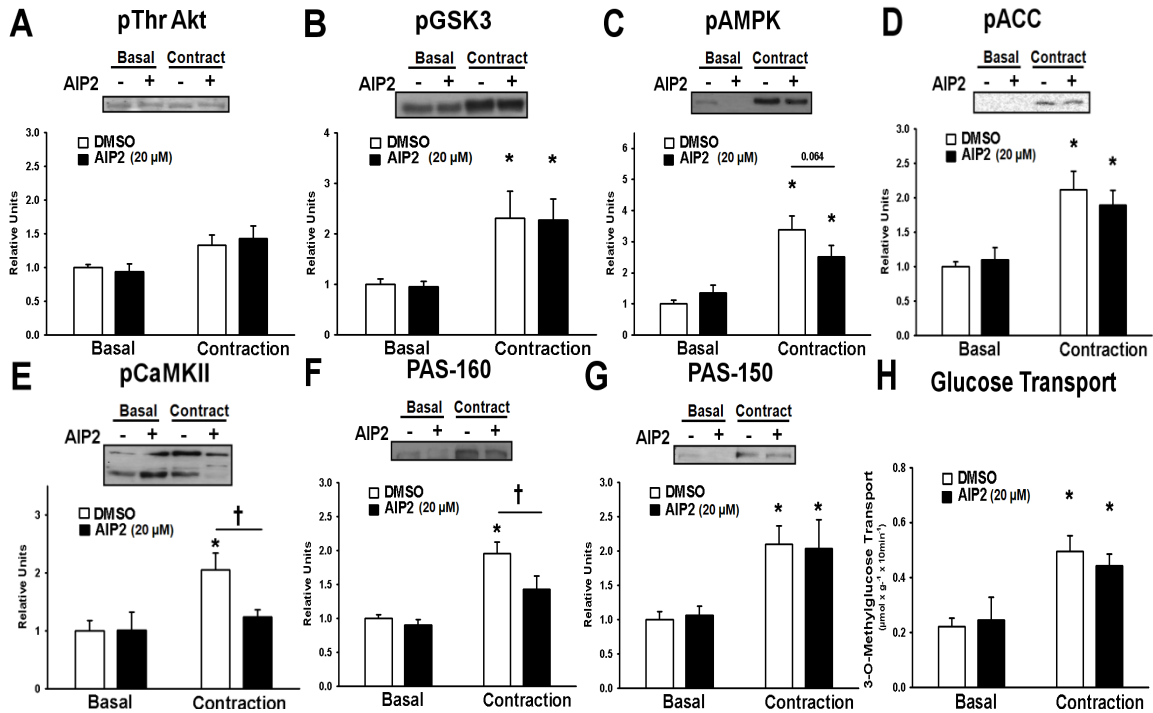 A
pThr Akt
Basal Contract
AIP2 - + - +
DMSO
AIP2 (20 µM)
Relative Units
3.0
2.5
2.0
1.5
1.0
0.5
0.0
Basal Contraction
B
pGSK3
Basal Contract
AIP2 - + - +
DMSO
AIP2 (20 µM)
* *
Relative Units
4
3
2
1
0
Basal Contraction
C
pAMPK
Basal Contract
AIP2 - + - +
DMSO
AIP2 (20 µM)
0.064
* *
Relative Units
6
5
4
3
2
1
0
Basal Contraction
D
pACC
Basal Contract
AIP2 - + - +
DMSO
AIP2 (20 µM)
* *
Relative Units
3.0
2.5
2.0
1.5
1.0
0.5
0.0
Basal Contraction
E
pCaMKII
Basal Contract
AIP2 - + - +
DMSO
AIP2 (20 µM)
†
*
Relative Units
3
2
1
0
Basal Contraction
F
PAS-160
Basal Contract
AIP2 - + - +
DMSO
AIP2 (20 µM)
†
*
Relative Units
3.0
2.5
2.0
1.5
1.0
0.5
0.0
Basal Contraction
G
PAS-150
Basal Contract
AIP2 - + - +
DMSO
AIP2 (20 µM)
* *
Relative Units
3.0
2.5
2.0
1.5
1.0
0.5
0.0
Basal Contraction
H
Glucose Transport
DMSO
AIP2 (20 µM)
* *
3-O-Methylglucose Transport
(µmol x g⁻¹ x 10min⁻¹)
0.8
0.6
0.4
0.2
0.0
Basal Contraction